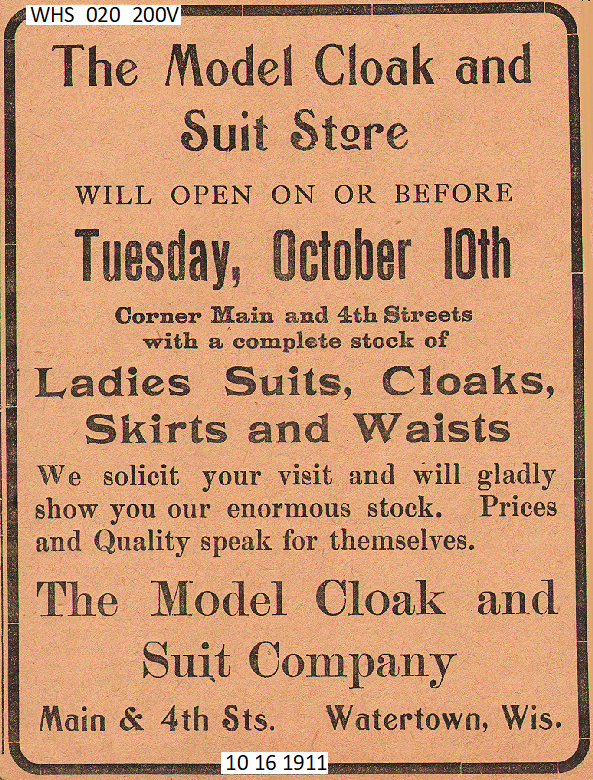 WHS 020 200V
The Model Cloak and
Suit Store
WILL OPEN ON OR BEFORE
Tuesday, October 10th
Corner Main and 4th Streets
with a complete stock of
Ladies Suits, Cloaks,
Skirts and Waists
We solicit your visit and will gladly
show you our enormous stock. Prices
and Quality speak for themselves.
The Model Cloak and
Suit Company
Main & 4th Sts. Watertown, Wis.
10 16 1911